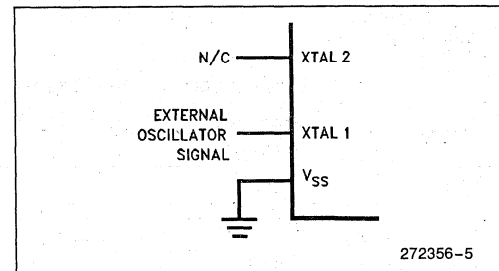 N/C
XTAL 2
EXTERNAL
OSCILLATOR
SIGNAL
XTAL 1
VSS
272356-5